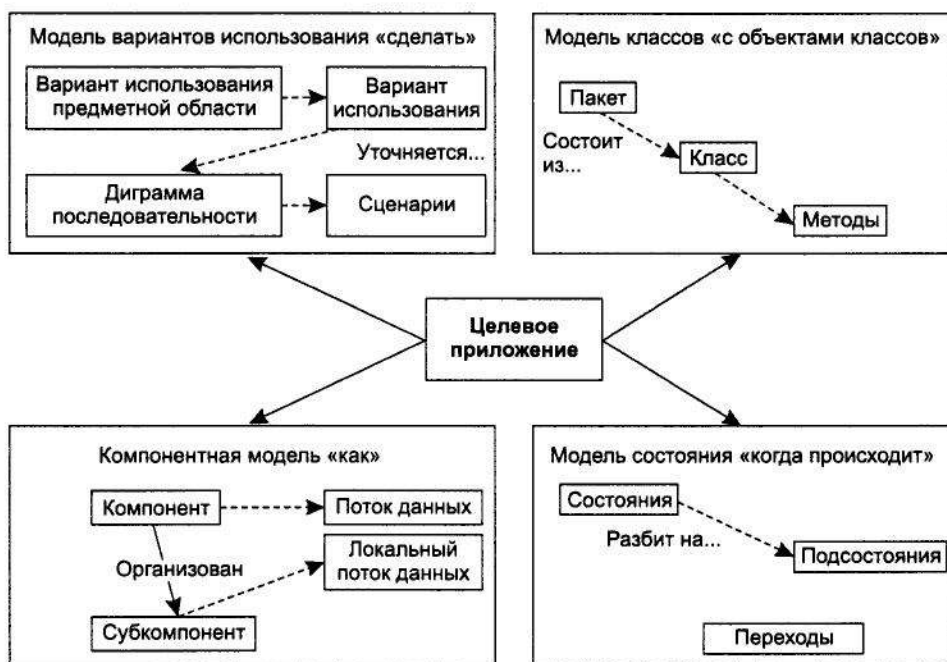 Модель вариантов использования «сделать»
Вариант использования
предметной области
Вариант
использования
Уточняется...
Диграмма
последовательности
Сценарии
Модель классов «с объектами классов»
Пакет
Состоит
из...
Класс
Методы
Целевое
приложение
Компонентная модель «как»
Компонент
Поток данных
Организован
Локальный
поток данных
Субкомпонент
Модель состояния «когда происходит»
Состояния
Разбит на...
Подсостояния
Переходы